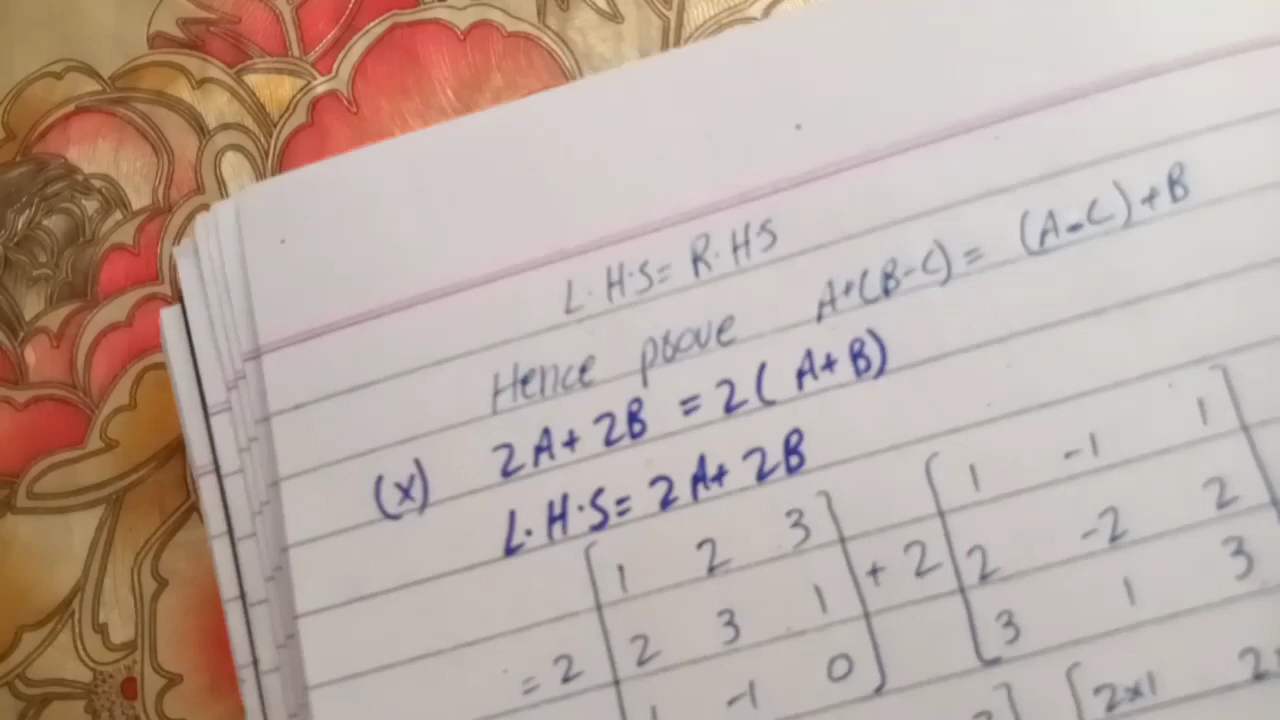 L.H.S = R.H.S
Hence prove A+(B-C) = (A-C)+B
(x) 2A + 2B = 2(A+B)
L.H.S = 2A + 2B
= 2 [1 2 3] + 2 [1 -1 1]
2 3 1 2 -2 2
1 -1 0 3 1 3
2×1